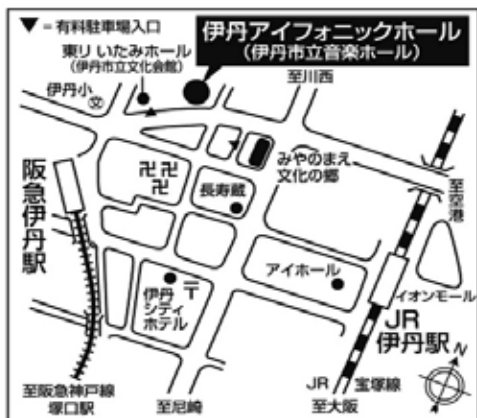 ▼=有料駐車場入口
伊丹アイフォニックホール
(伊丹市立音楽ホール)
東リ いたみホール
(伊丹市立文化会館)
至川西
伊丹小
文
みやのまえ
文化の郷
卍卍
卍
長寿蔵
阪急伊丹駅
至空港
アイホール
イオンモール
伊丹
シティ
ホテル
〒
JR
伊丹駅
N
至阪急神戸線
塚口駅
至尼崎
JR 宝塚線
至大阪